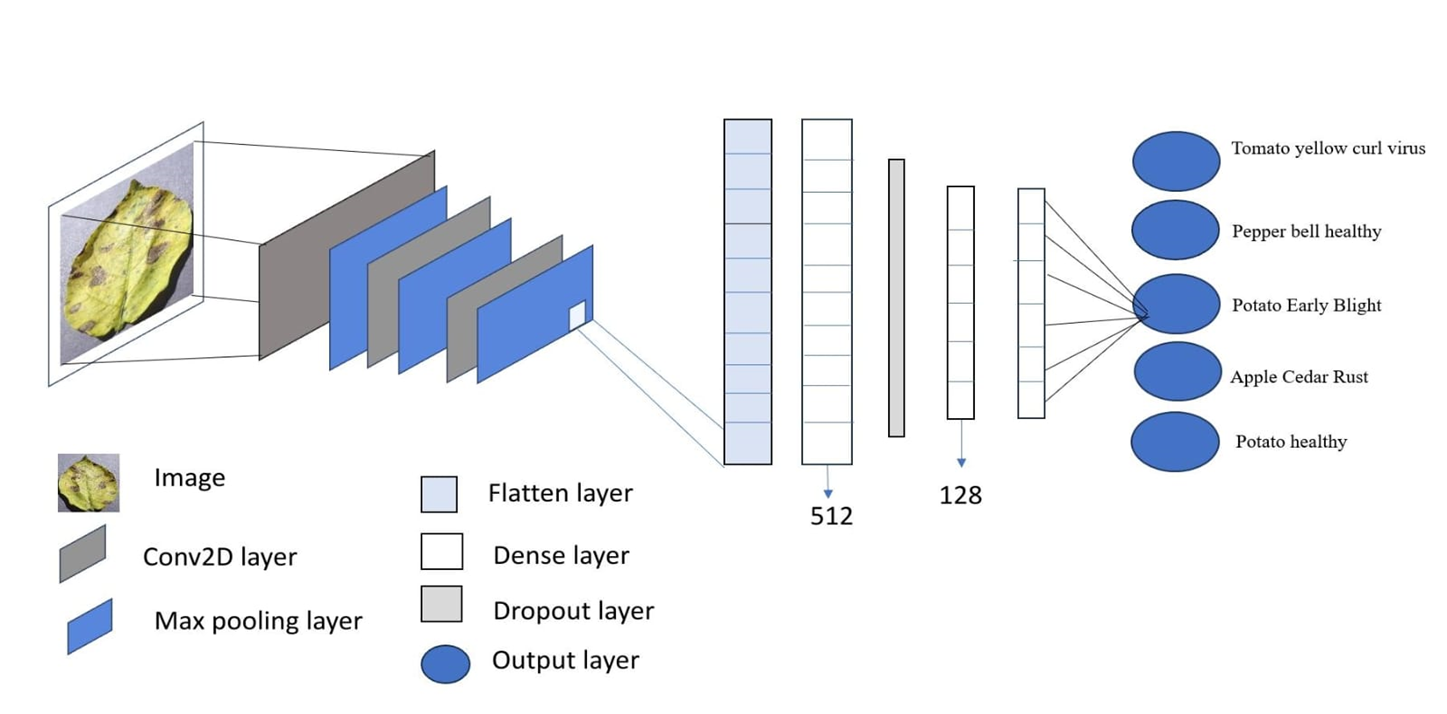 Tomato yellow curl virus
Pepper bell healthy
Potato Early Blight
Apple Cedar Rust
Potato healthy
512
128
Image
Conv2D layer
Max pooling layer
Flatten layer
Dense layer
Dropout layer
Output layer